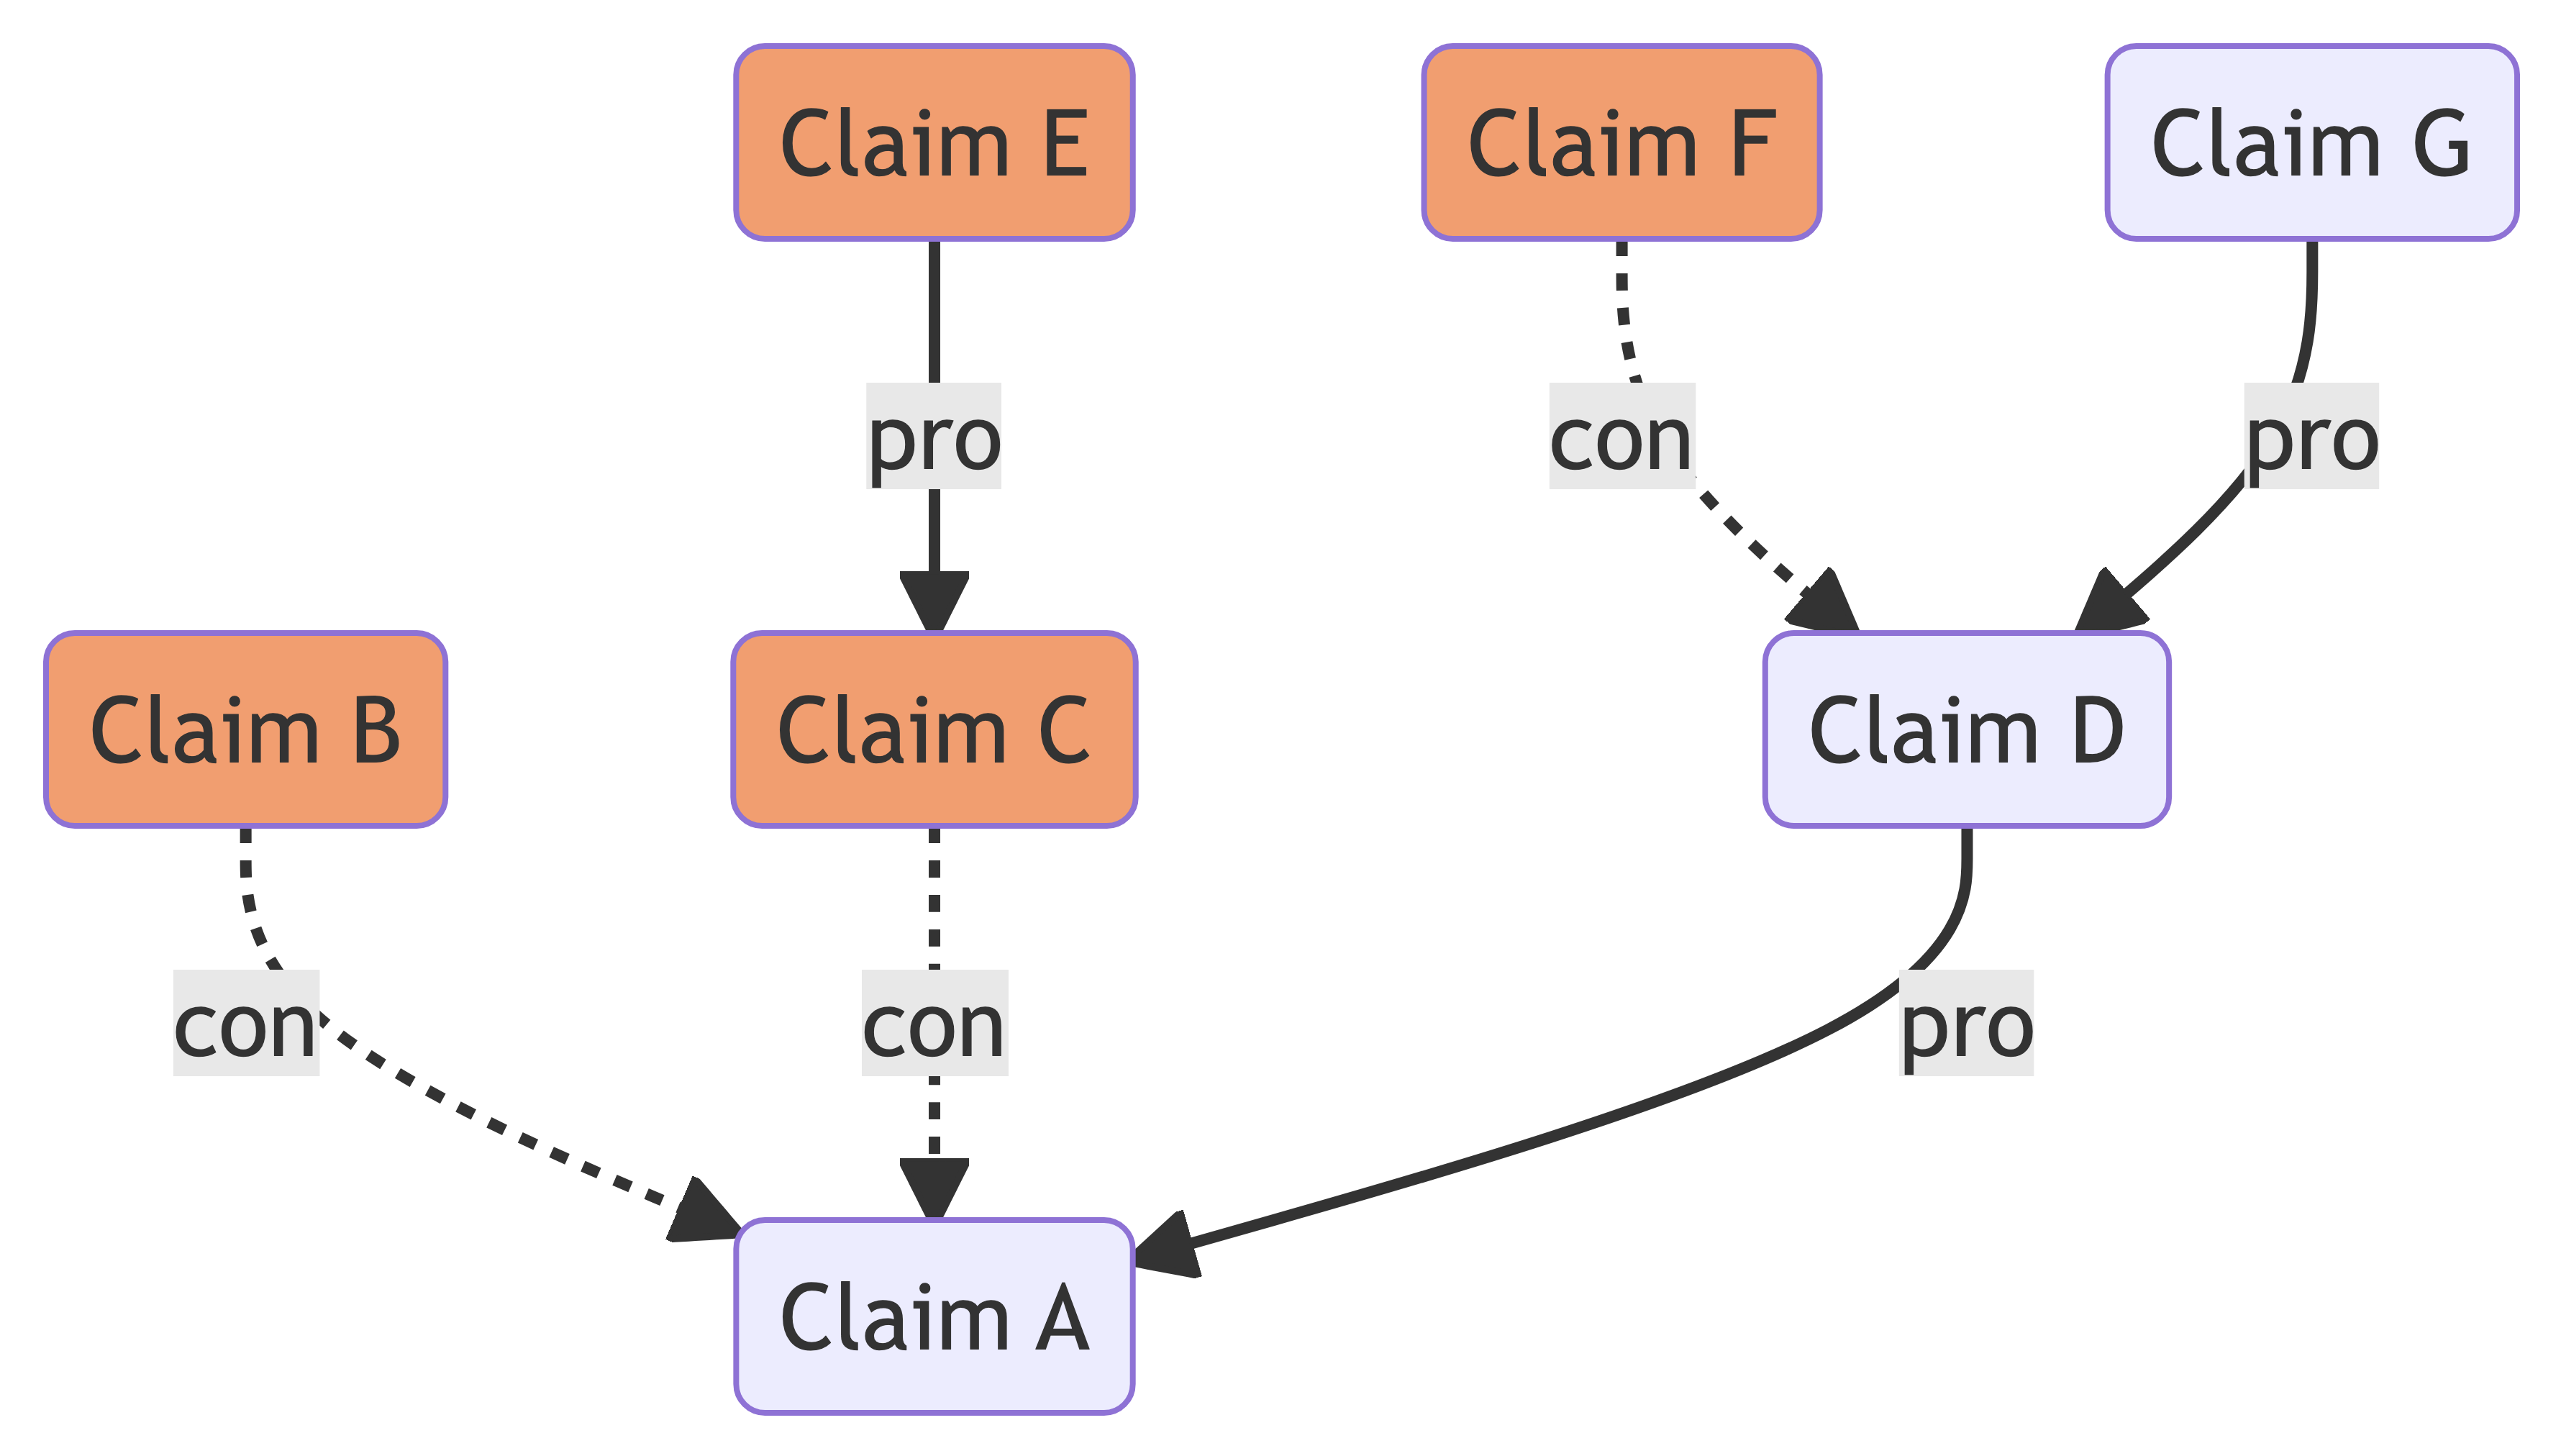 Claim E
Claim F
Claim G
pro
con
pro
Claim B
Claim C
Claim D
con
con
pro
Claim A